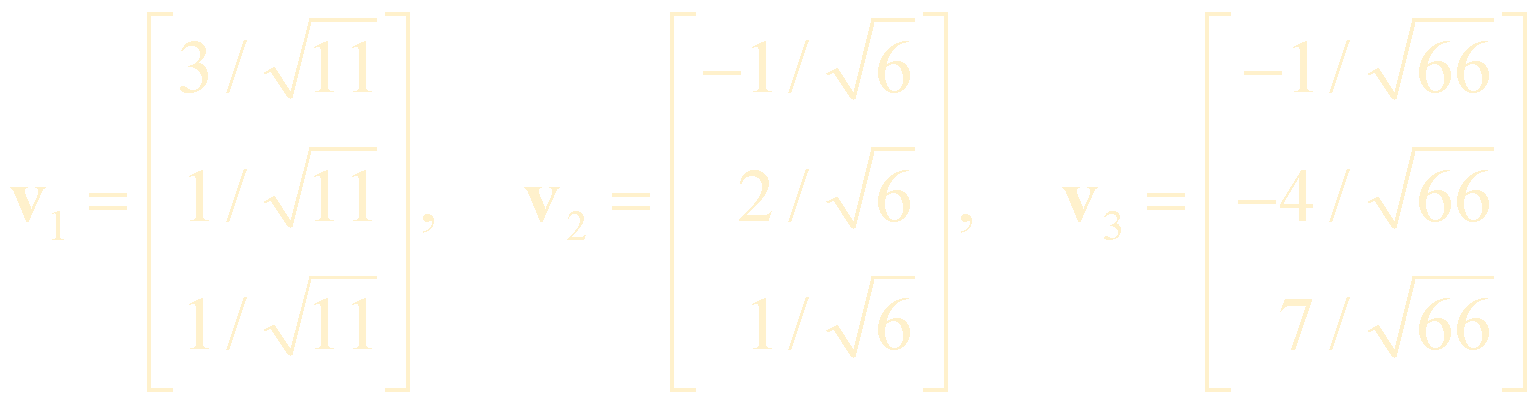 v₁ = [3/√11, 1/√11, 1/√11], v₂ = [−1/√6, 2/√6, 1/√6], v₃ = [−1/√66, −4/√66, 7/√66]